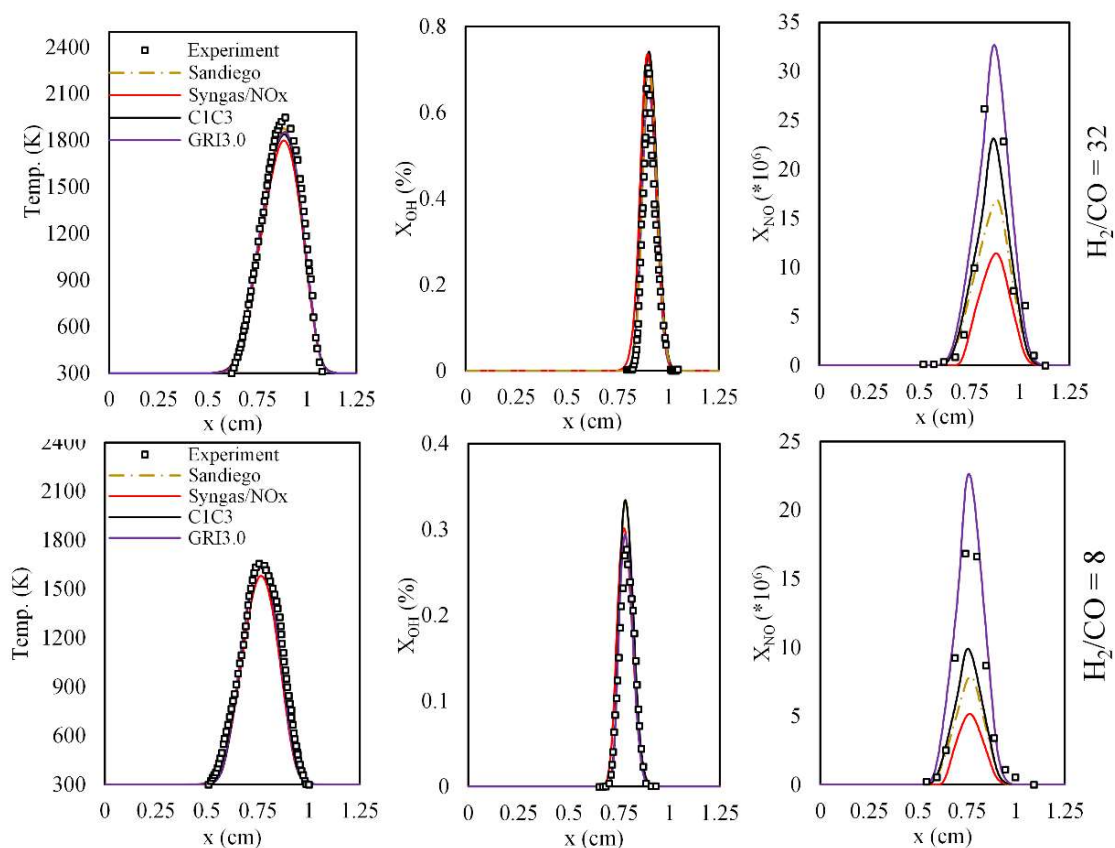 2400
2100
1800
1500
1200
900
600
300
Temp. (K)
Experiment
Sandiego
Syngas/NOx
C1C3
GRI3.0
0 0.25 0.5 0.75 1 1.25
x (cm)
0.8
0.6
0.4
0.2
0
X_OH (%)
0 0.25 0.5 0.75 1 1.25
x (cm)
35
30
25
20
15
10
5
0
X_NO (*10⁶)
0 0.25 0.5 0.75 1 1.25
x (cm)
H₂/CO = 32
2400
2100
1800
1500
1200
900
600
300
Temp. (K)
Experiment
Sandiego
Syngas/NOx
C1C3
GRI3.0
0 0.25 0.5 0.75 1 1.25
x (cm)
0.4
0.3
0.2
0.1
0
X_OH (%)
0 0.25 0.5 0.75 1 1.25
x (cm)
25
20
15
10
5
0
X_NO (*10⁶)
0 0.25 0.5 0.75 1 1.25
x (cm)
H₂/CO = 8